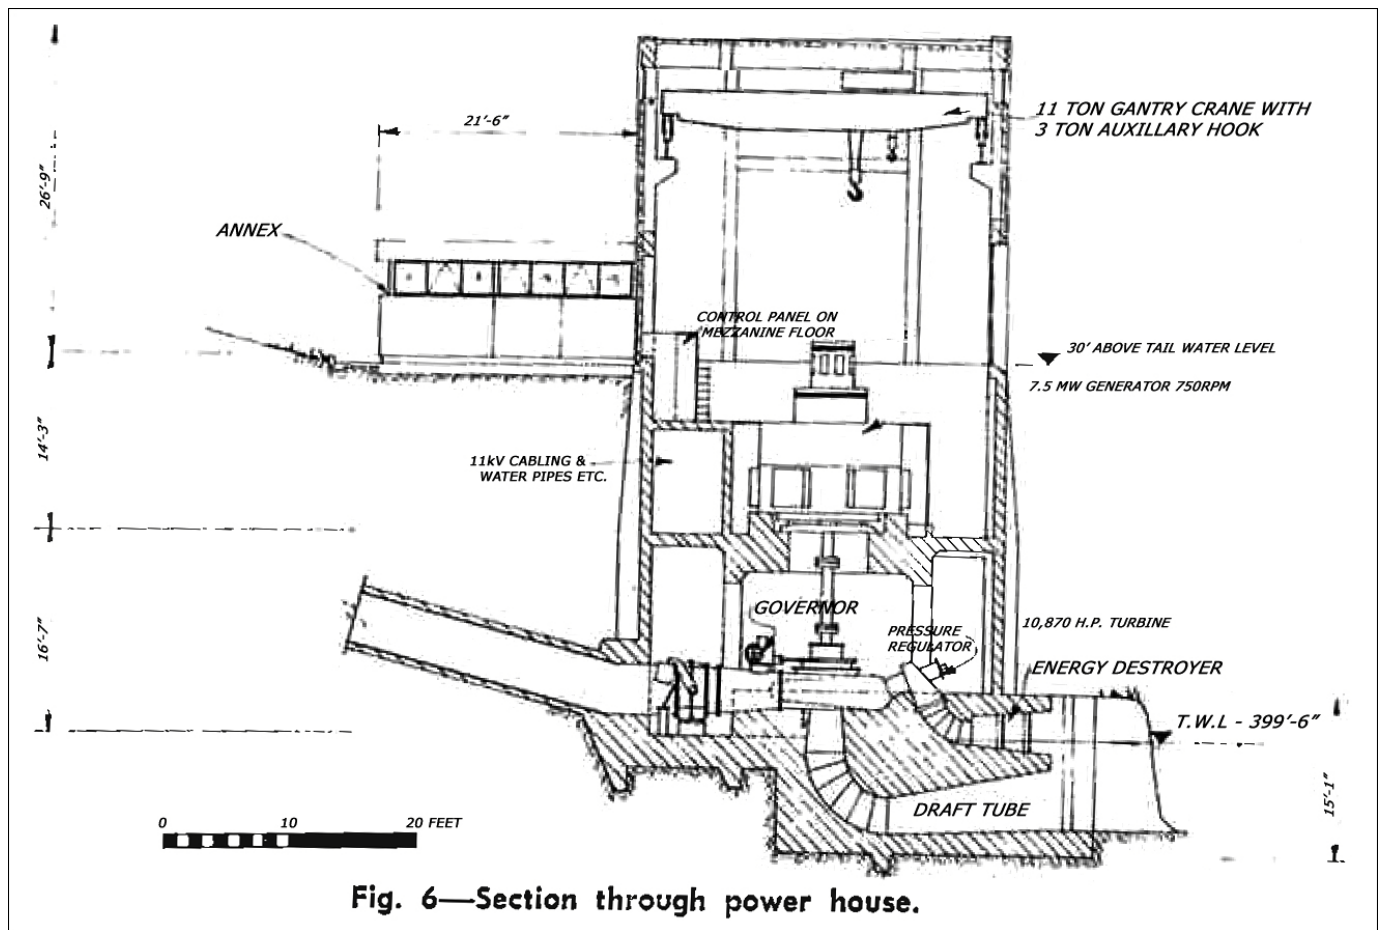 11 TON GANTRY CRANE WITH
3 TON AUXILLARY HOOK
21'-6"
26'-9"
ANNEX
CONTROL PANEL ON
MEZZANINE FLOOR
30' ABOVE TAIL WATER LEVEL
7.5 MW GENERATOR 750RPM
14'-3"
11kV CABLING &
WATER PIPES ETC.
GOVERNOR
PRESSURE
REGULATOR
10,870 H.P. TURBINE
16'-7"
ENERGY DESTROYER
T.W.L - 399'-6"
15'-1"
DRAFT TUBE
0 10 20 FEET
Fig. 6—Section through power house.